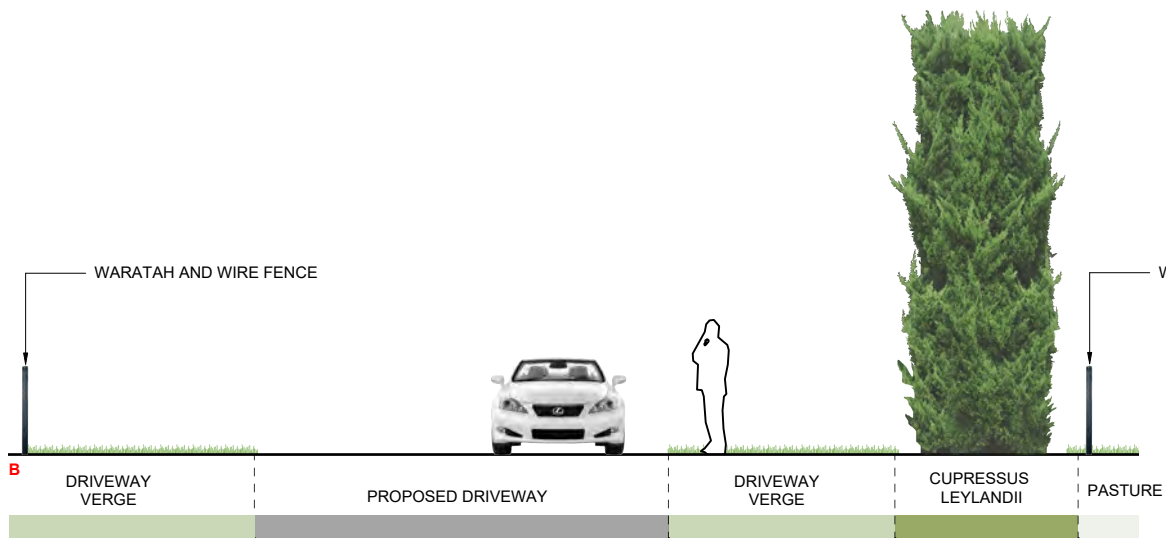 WARATAH AND WIRE FENCE
W
B
DRIVEWAY
VERGE
PROPOSED DRIVEWAY
DRIVEWAY
VERGE
CUPRESSUS
LEYLANDII
PASTURE